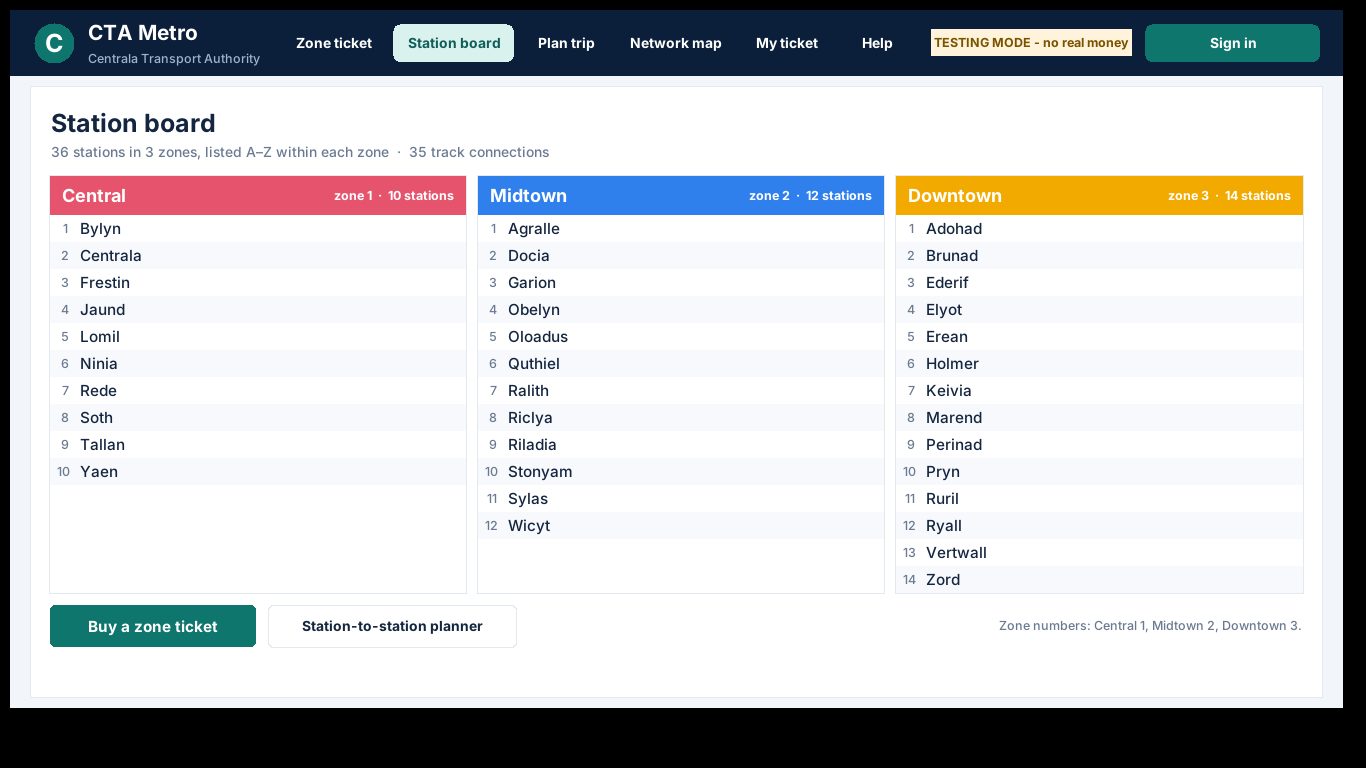 C
CTA Metro
Centrala Transport Authority
Zone ticket
Station board
Plan trip
Network map
My ticket
Help
TESTING MODE - no real money
Sign in
Station board
36 stations in 3 zones, listed A–Z within each zone · 35 track connections
Central
zone 1 · 10 stations
1 Bylyn
2 Centrala
3 Frestin
4 Jaund
5 Lomil
6 Ninia
7 Rede
8 Soth
9 Tallan
10 Yaen
Midtown
zone 2 · 12 stations
1 Agralle
2 Docia
3 Garion
4 Obelyn
5 Oloadus
6 Quthiel
7 Ralith
8 Riclya
9 Riladia
10 Stonyam
11 Sylas
12 Wicyt
Downtown
zone 3 · 14 stations
1 Adohad
2 Brunad
3 Ederif
4 Elyot
5 Erean
6 Holmer
7 Keivia
8 Marend
9 Perinad
10 Pryn
11 Ruril
12 Ryall
13 Vertwall
14 Zord
Buy a zone ticket
Station-to-station planner
Zone numbers: Central 1, Midtown 2, Downtown 3.